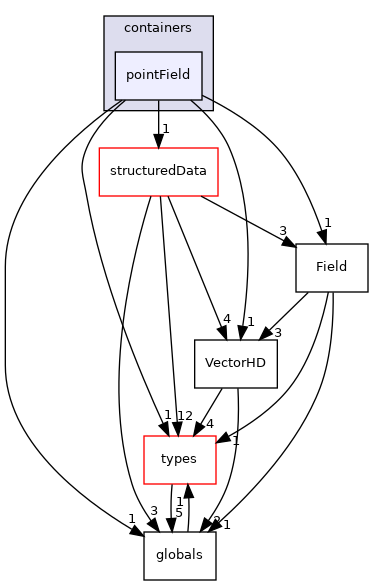 containers
pointField
1
structuredData
3
1
Field
4
1
3
VectorHD
1
12
4
1
types
1
5
3
1
2
1
globals